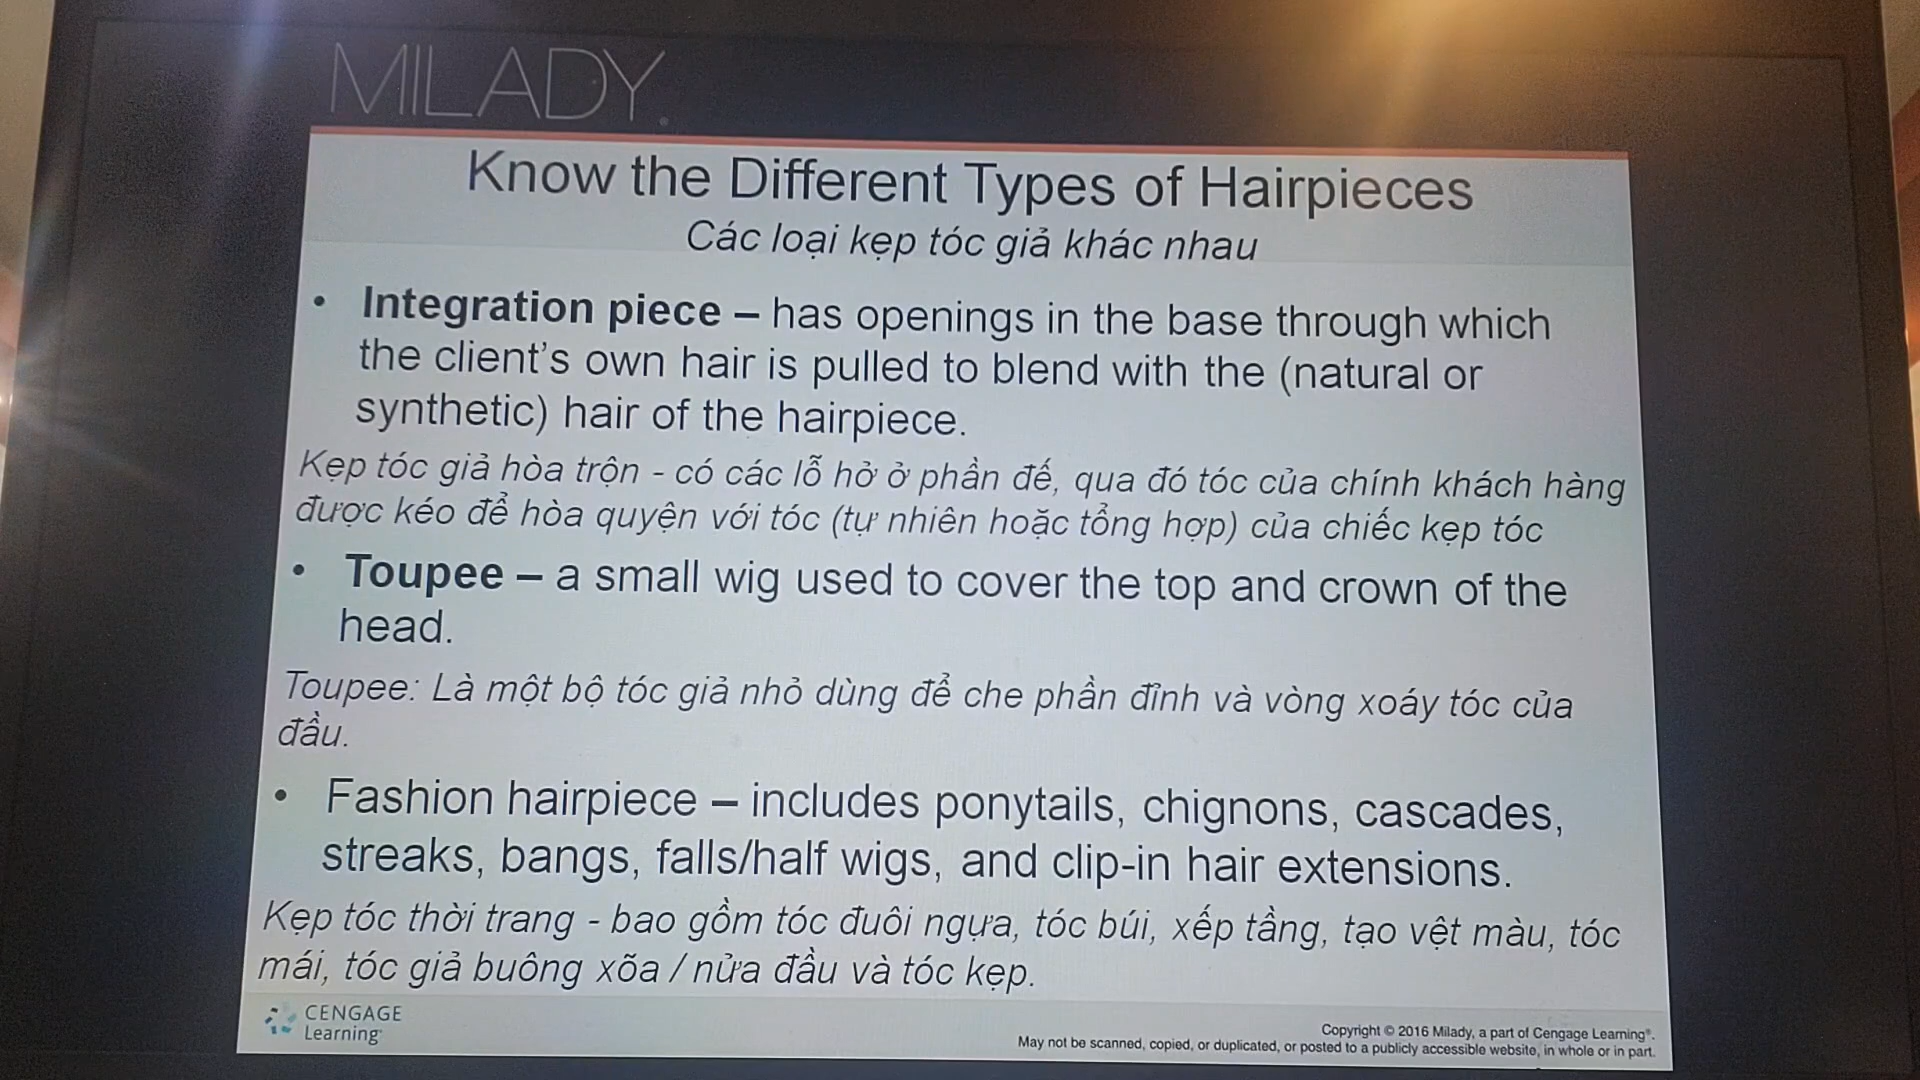 MILADY.
Know the Different Types of Hairpieces
Các loại kẹp tóc giả khác nhau
• Integration piece – has openings in the base through which
the client's own hair is pulled to blend with the (natural or
synthetic) hair of the hairpiece.
Kẹp tóc giả hòa trộn - có các lỗ hở ở phần đế, qua đó tóc của chính khách hàng
được kéo để hòa quyện với tóc (tự nhiên hoặc tổng hợp) của chiếc kẹp tóc
• Toupee – a small wig used to cover the top and crown of the
head.
Toupee: Là một bộ tóc giả nhỏ dùng để che phần đỉnh và vòng xoáy tóc của
đầu.
• Fashion hairpiece – includes ponytails, chignons, cascades,
streaks, bangs, falls/half wigs, and clip-in hair extensions.
Kẹp tóc thời trang - bao gồm tóc đuôi ngựa, tóc búi, xếp tầng, tạo vệt màu, tóc
mái, tóc giả buông xõa / nửa đầu và tóc kẹp.
CENGAGE
Learning
Copyright © 2016 Milady, a part of Cengage Learning®.
May not be scanned, copied, or duplicated, or posted to a publicly accessible website, in whole or in part.